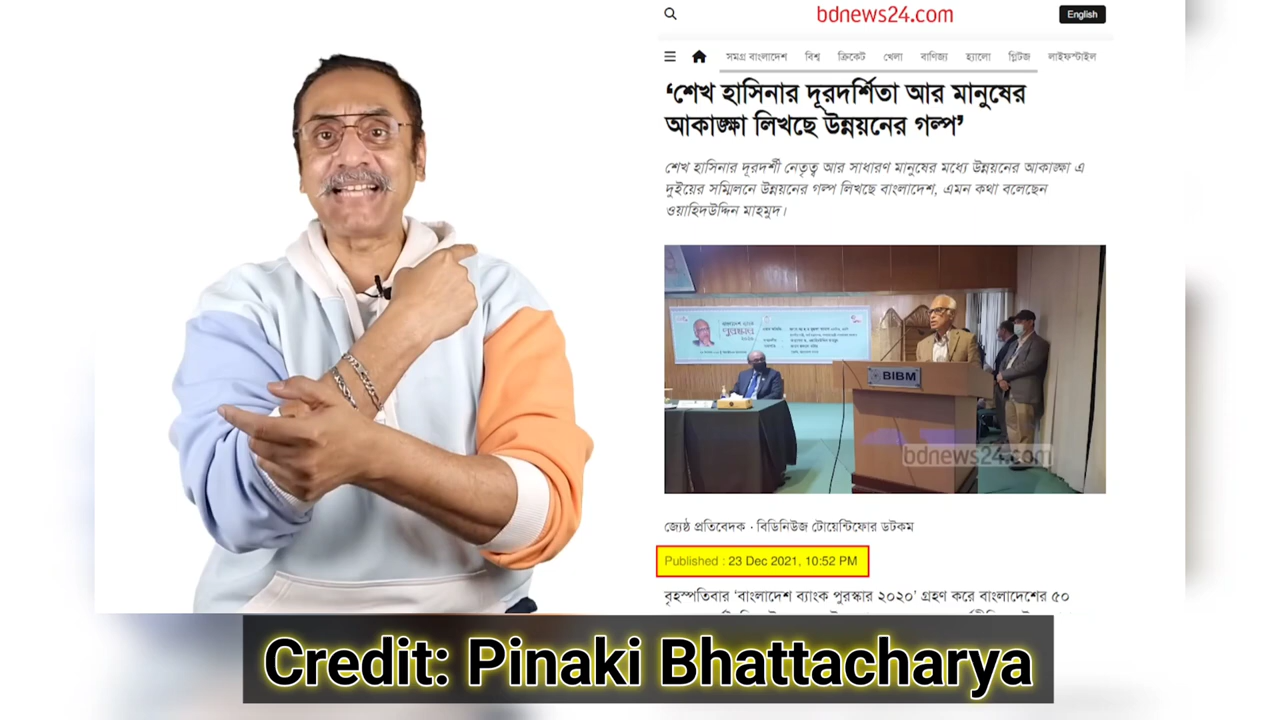 bdnews24.com
English
সমগ্র বাংলাদেশ বিশ্ব ক্রিকেট খেলা বাণিজ্য হ্যালো গ্লিটজ লাইফস্টাইল
‘শেখ হাসিনার দূরদর্শিতা আর মানুষের
আকাঙ্ক্ষা লিখছে উন্নয়নের গল্প’
শেখ হাসিনার দূরদর্শী নেতৃত্ব আর সাধারণ মানুষের মধ্যে উন্নয়নের আকাঙ্ক্ষা এ
দুইয়ের সম্মিলনে উন্নয়নের গল্প লিখছে বাংলাদেশ, এমন কথা বলেছেন
ওয়াহিদউদ্দিন মাহমুদ।
BIBM
bdnews24.com
জ্যেষ্ঠ প্রতিবেদক · বিডিনিউজ টোয়েন্টিফোর ডটকম
Published : 23 Dec 2021, 10:52 PM
বৃহস্পতিবার ‘বাংলাদেশ ব্যাংক পুরস্কার ২০২০’ গ্রহণ করে বাংলাদেশের ৫০
Credit: Pinaki Bhattacharya